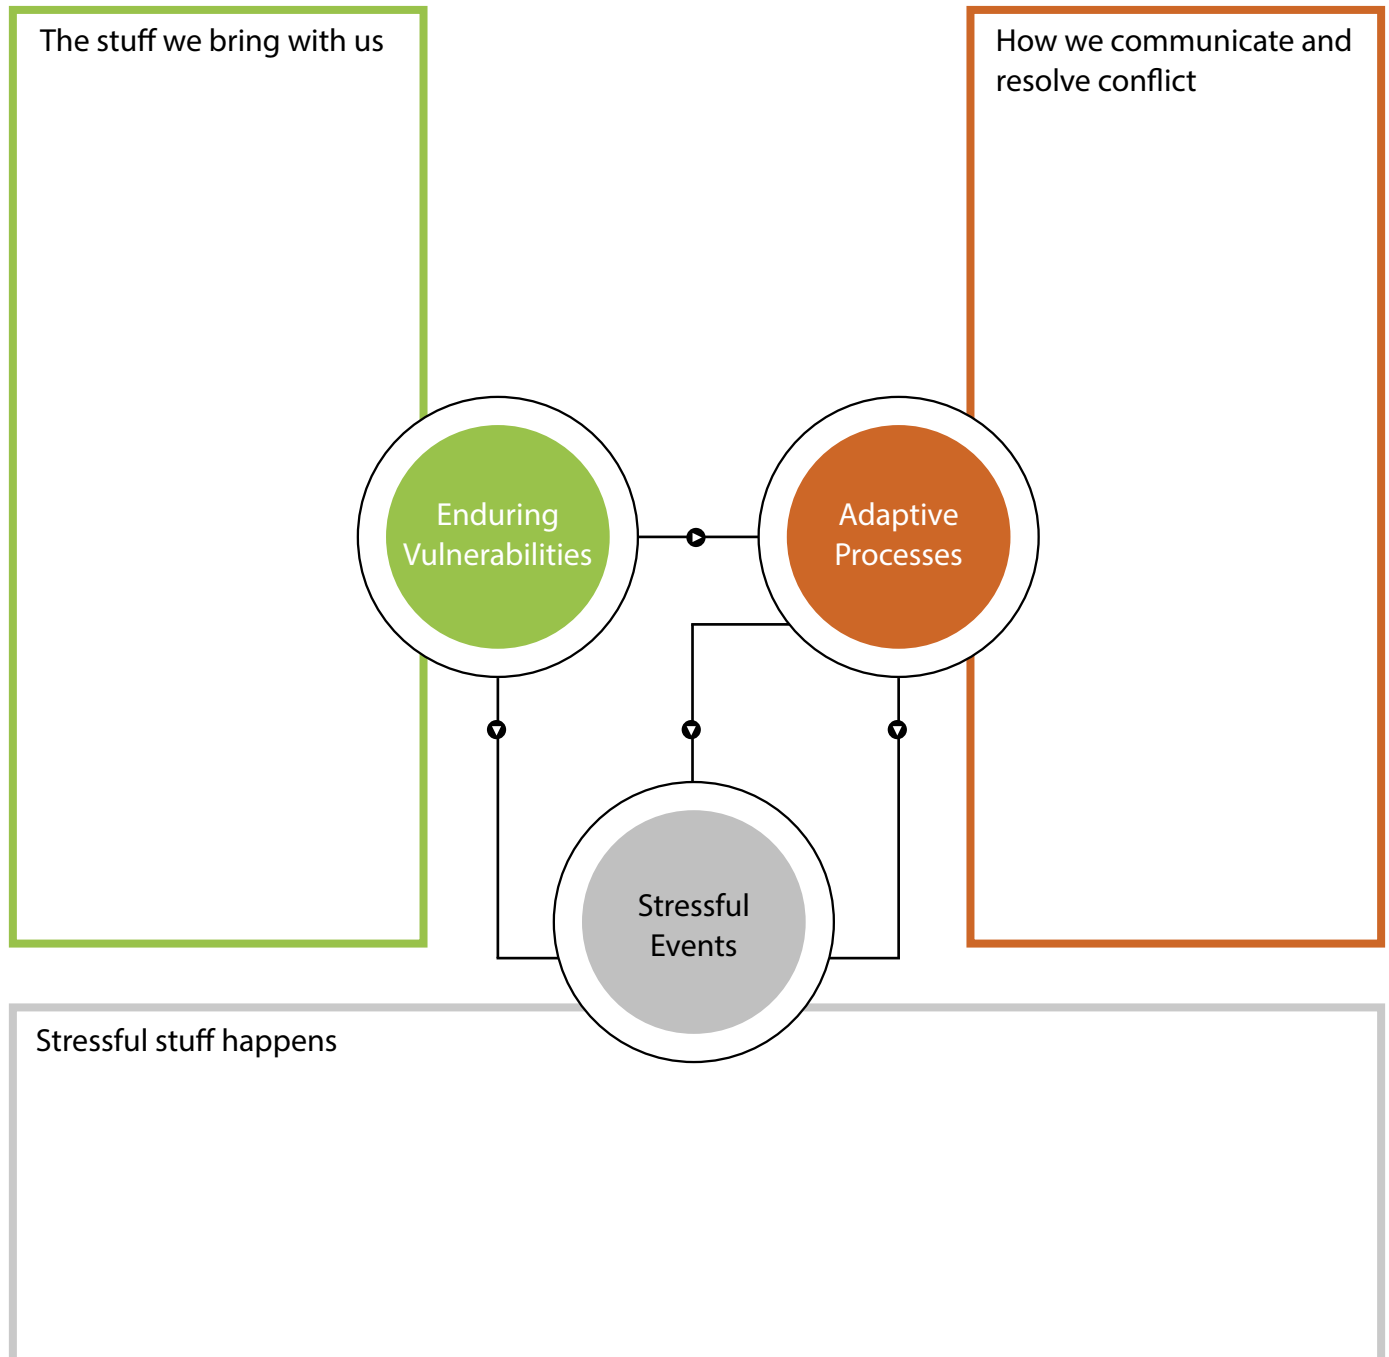 The stuff we bring with us
How we communicate and
resolve conflict
Enduring
Vulnerabilities
Adaptive
Processes
Stressful
Events
Stressful stuff happens